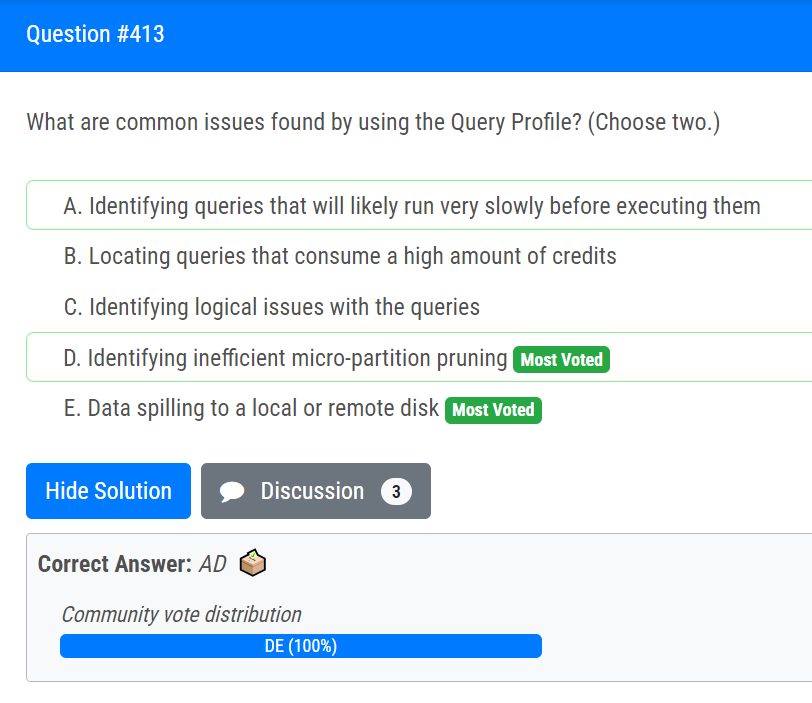 Question #413
What are common issues found by using the Query Profile? (Choose two.)
A. Identifying queries that will likely run very slowly before executing them
B. Locating queries that consume a high amount of credits
C. Identifying logical issues with the queries
D. Identifying inefficient micro-partition pruning Most Voted
E. Data spilling to a local or remote disk Most Voted
Hide Solution Discussion 3
Correct Answer: AD
Community vote distribution
DE (100%)